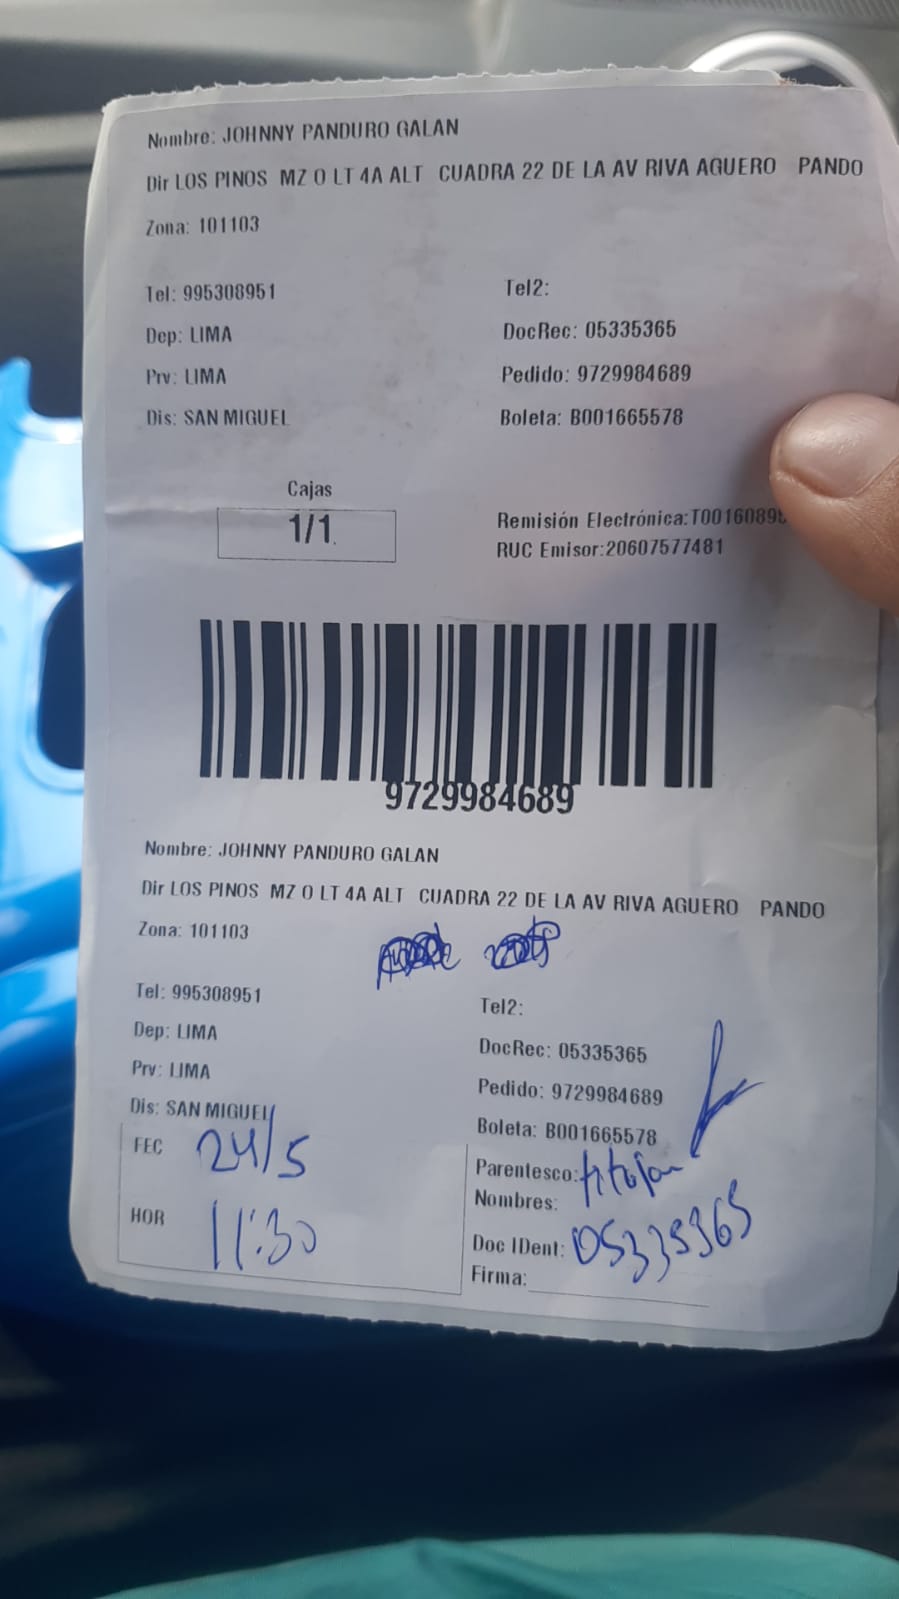 Nombre: JOHNNY PANDURO GALAN
Dir LOS PINOS MZ O LT 4A ALT CUADRA 22 DE LA AV RIVA AGUERO PANDO
Zona: 101103
Tel: 995308951 Tel2:
Dep: LIMA DocRec: 05335365
Prv: LIMA Pedido: 9729984689
Dis: SAN MIGUEL Boleta: B001665578
Cajas
1/1
Remisión Electrónica:T00160895
RUC Emisor:20607577481
9729984689
Nombre: JOHNNY PANDURO GALAN
Dir LOS PINOS MZ O LT 4A ALT CUADRA 22 DE LA AV RIVA AGUERO PANDO
Zona: 101103
Tel: 995308951 Tel2:
Dep: LIMA DocRec: 05335365
Prv: LIMA Pedido: 9729984689
Dis: SAN MIGUEL Boleta: B001665578
FEC 24/5 Parentesco: titular
Nombres:
HOR 11:30 Doc IDent: 05335365
Firma: